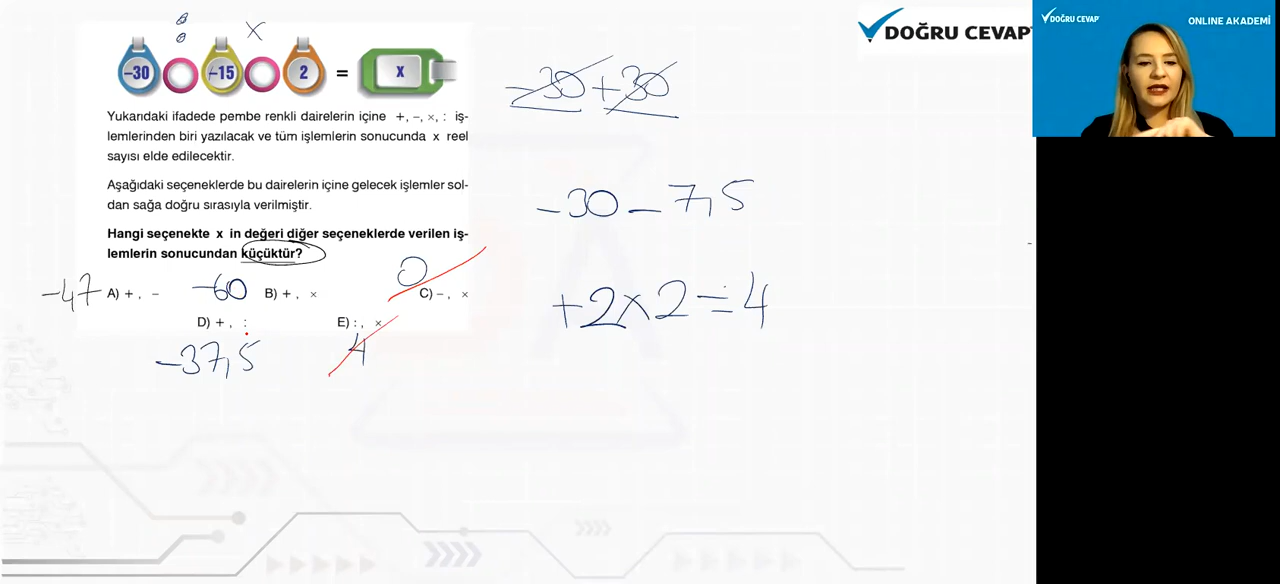 : X
-30 -15 2 = x
Yukarıdaki ifadede pembe renkli dairelerin içine +, −, ×, : iş-
lemlerinden biri yazılacak ve tüm işlemlerin sonucunda x reel
sayısı elde edilecektir.
Aşağıdaki seçeneklerde bu dairelerin içine gelecek işlemler sol-
dan sağa doğru sırasıyla verilmiştir.
Hangi seçenekte x in değeri diğer seçeneklerde verilen iş-
lemlerin sonucundan küçüktür?
-47 A) + , − -60 B) + , × 0 C) − , ×
D) + , : E) : , ×
-37,5 4
-30+30
-30-7,5
+2x2=4
DOĞRU CEVAP
DOĞRU CEVAP ONLINE AKADEMİ